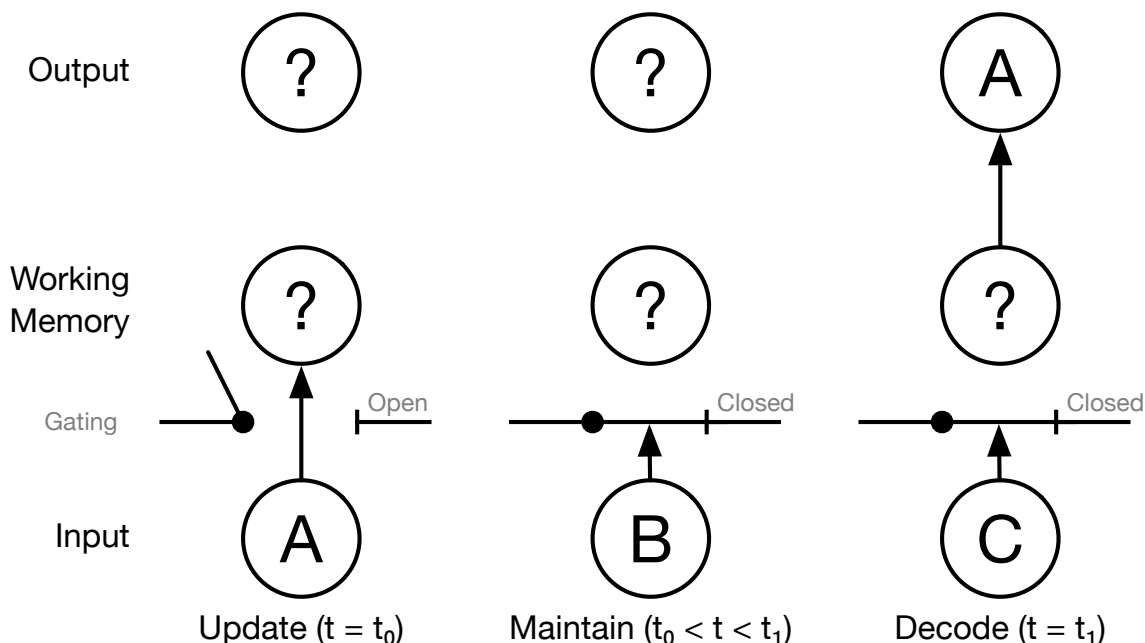 Output ? ? A
Working
Memory
? ? ?
Gating Open Closed Closed
Input A B C
Update (t = t₀) Maintain (t₀ < t < t₁) Decode (t = t₁)